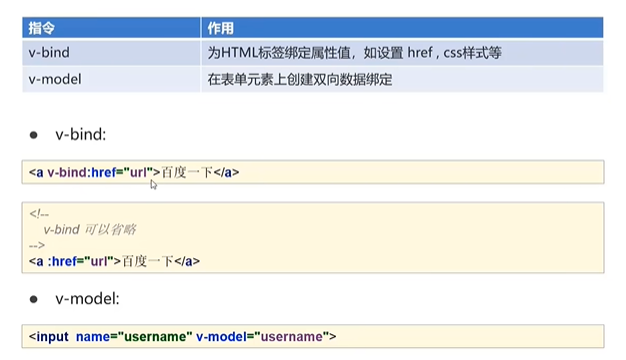 指令 作用
v-bind 为HTML标签绑定属性值，如设置 href , css样式等
v-model 在表单元素上创建双向数据绑定
● v-bind:
<a v-bind:href="url">百度一下</a>
<!--
v-bind 可以省略
-->
<a :href="url">百度一下</a>
● v-model:
<input name="username" v-model="username">